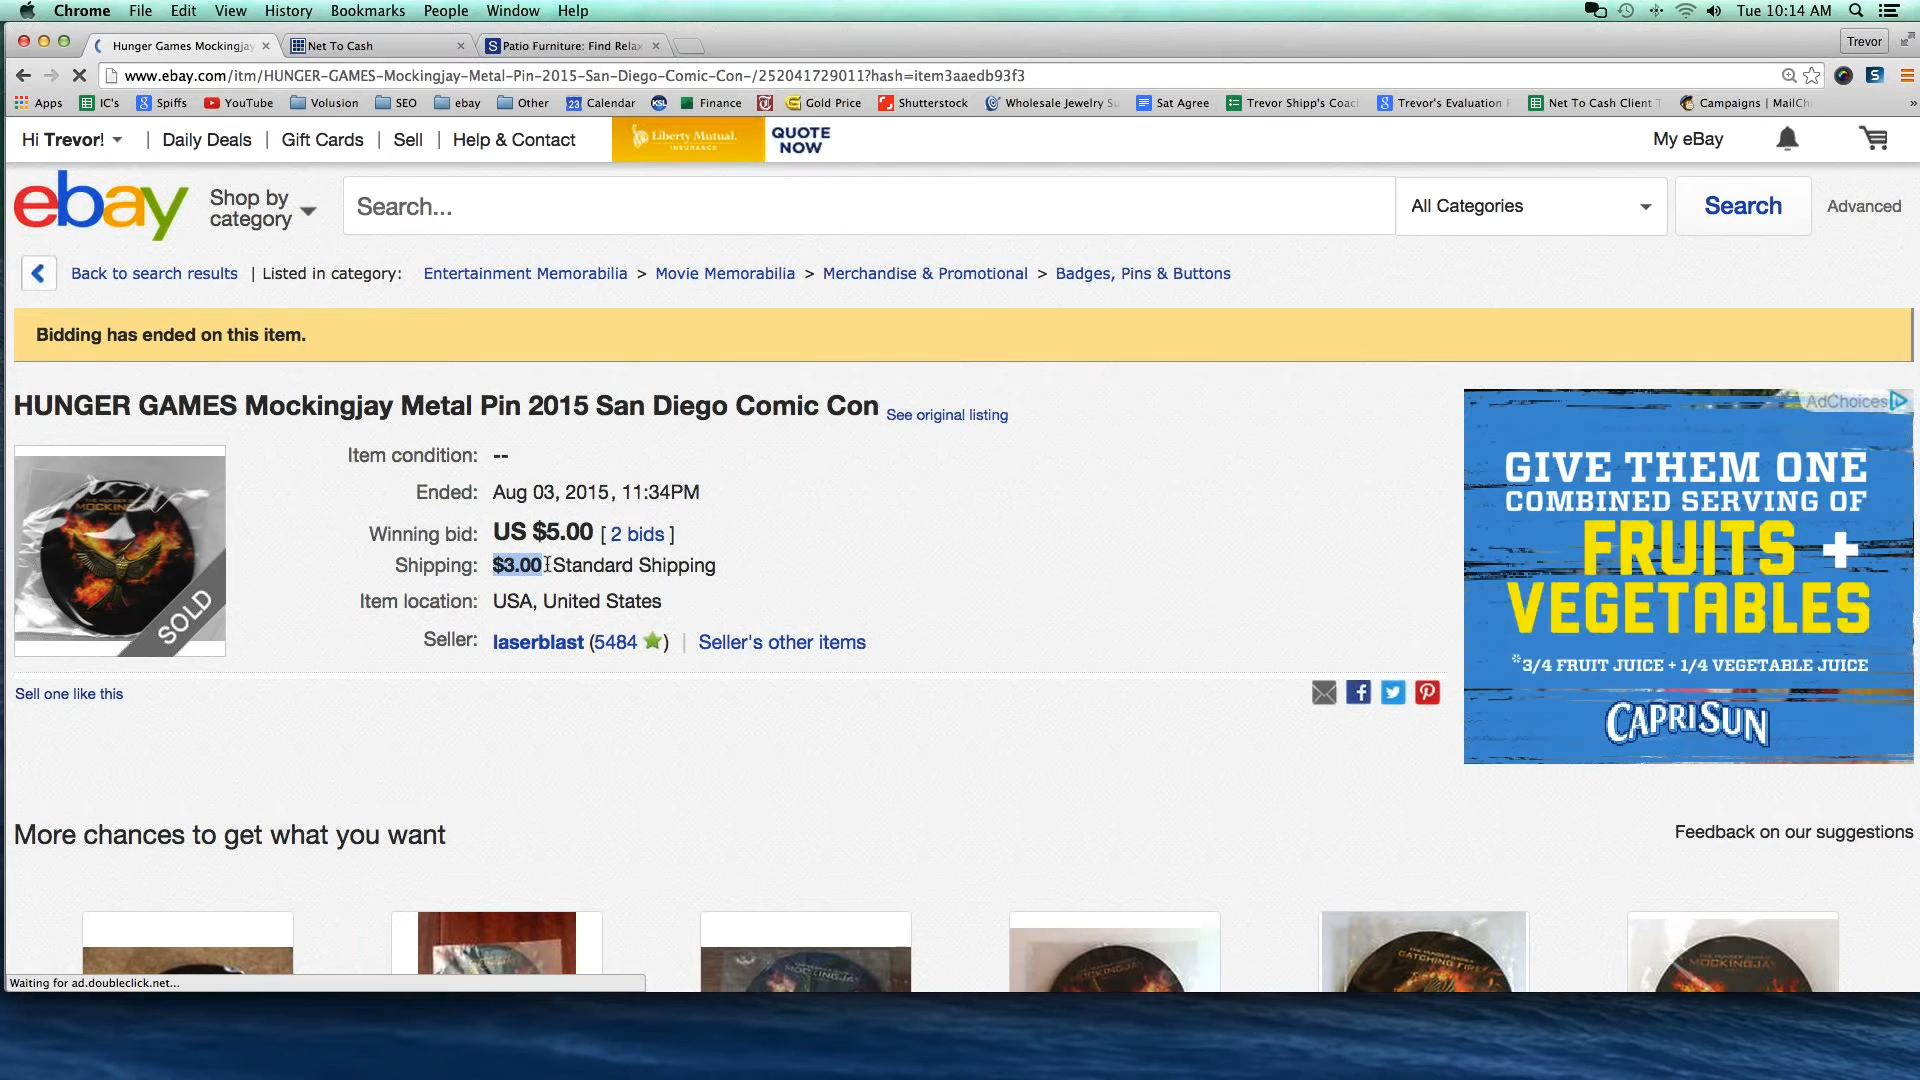 Chrome File Edit View History Bookmarks People Window Help Tue 10:14 AM
Hunger Games Mockingjay Net To Cash Patio Furniture: Find Relax Trevor
www.ebay.com/itm/HUNGER-GAMES-Mockingjay-Metal-Pin-2015-San-Diego-Comic-Con-/252041729011?hash=item3aaedb93f3
Apps IC's Spiffs YouTube Volusion SEO ebay Other 23 Calendar KSL Finance Gold Price Shutterstock Wholesale Jewelry Su Sat Agree Trevor Shipp's Coac Trevor's Evaluation Net To Cash Client T Campaigns | MailCh »
Hi Trevor! | Daily Deals | Gift Cards | Sell | Help & Contact Liberty Mutual. INSURANCE QUOTE NOW My eBay
ebay Shop by category Search... All Categories Search Advanced
Back to search results | Listed in category: Entertainment Memorabilia > Movie Memorabilia > Merchandise & Promotional > Badges, Pins & Buttons
Bidding has ended on this item.
HUNGER GAMES Mockingjay Metal Pin 2015 San Diego Comic Con See original listing
Item condition: --
Ended: Aug 03, 2015, 11:34PM
Winning bid: US $5.00 [ 2 bids ]
Shipping: $3.00 Standard Shipping
Item location: USA, United States
Seller: laserblast (5484 ) | Seller's other items
SOLD
Sell one like this
AdChoices
GIVE THEM ONE
COMBINED SERVING OF
FRUITS +
VEGETABLES
*3/4 FRUIT JUICE + 1/4 VEGETABLE JUICE
CAPRISUN
More chances to get what you want Feedback on our suggestions
MOCKINGJAY
CATCHING FIRE
MOCKINGJAY
Waiting for ad.doubleclick.net...